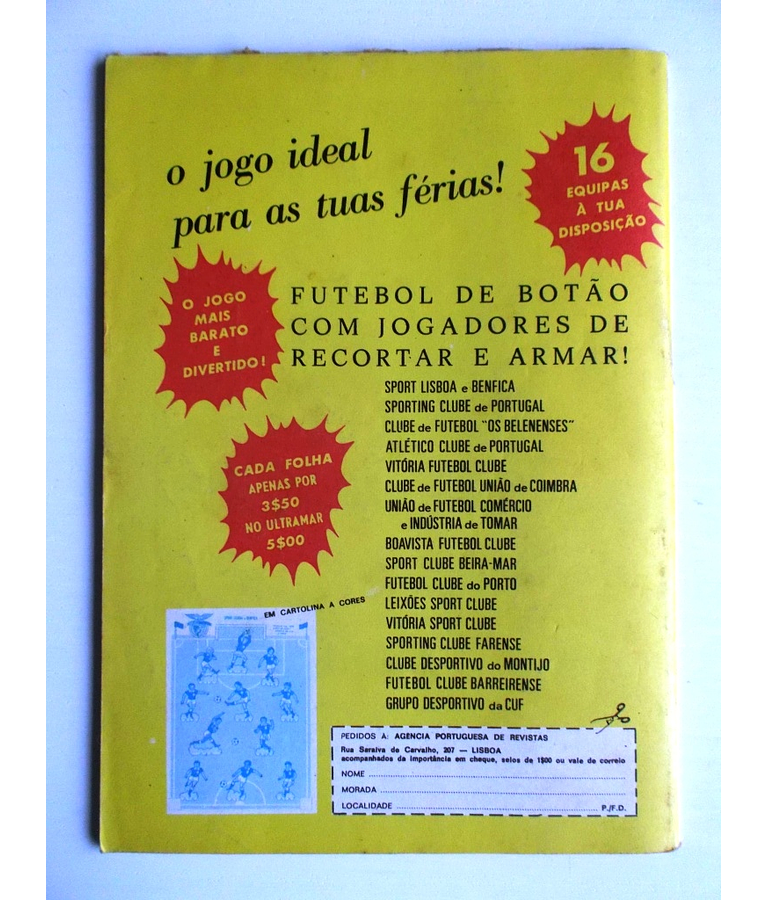 o jogo ideal
para as tuas férias!
16
EQUIPAS
À TUA
DISPOSIÇÃO
O JOGO
MAIS
BARATO
E
DIVERTIDO!
FUTEBOL DE BOTÃO
COM JOGADORES DE
RECORTAR E ARMAR!
SPORT LISBOA e BENFICA
SPORTING CLUBE de PORTUGAL
CLUBE de FUTEBOL "OS BELENENSES"
ATLÉTICO CLUBE de PORTUGAL
VITÓRIA FUTEBOL CLUBE
CLUBE de FUTEBOL UNIÃO de COIMBRA
UNIÃO de FUTEBOL COMÉRCIO
e INDÚSTRIA de TOMAR
BOAVISTA FUTEBOL CLUBE
SPORT CLUBE BEIRA-MAR
FUTEBOL CLUBE do PORTO
LEIXÕES SPORT CLUBE
VITÓRIA SPORT CLUBE
SPORTING CLUBE FARENSE
CLUBE DESPORTIVO do MONTIJO
FUTEBOL CLUBE BARREIRENSE
GRUPO DESPORTIVO da CUF
CADA FOLHA
APENAS POR
3$50
NO ULTRAMAR
5$00
EM CARTOLINA A CORES
PEDIDOS À: AGENCIA PORTUGUESA DE REVISTAS
Rua Saraiva de Carvalho, 207 — LISBOA
acompanhados da importância em cheque, selos de 1$00 ou vale de correio
NOME
MORADA
LOCALIDADE P./F.D.